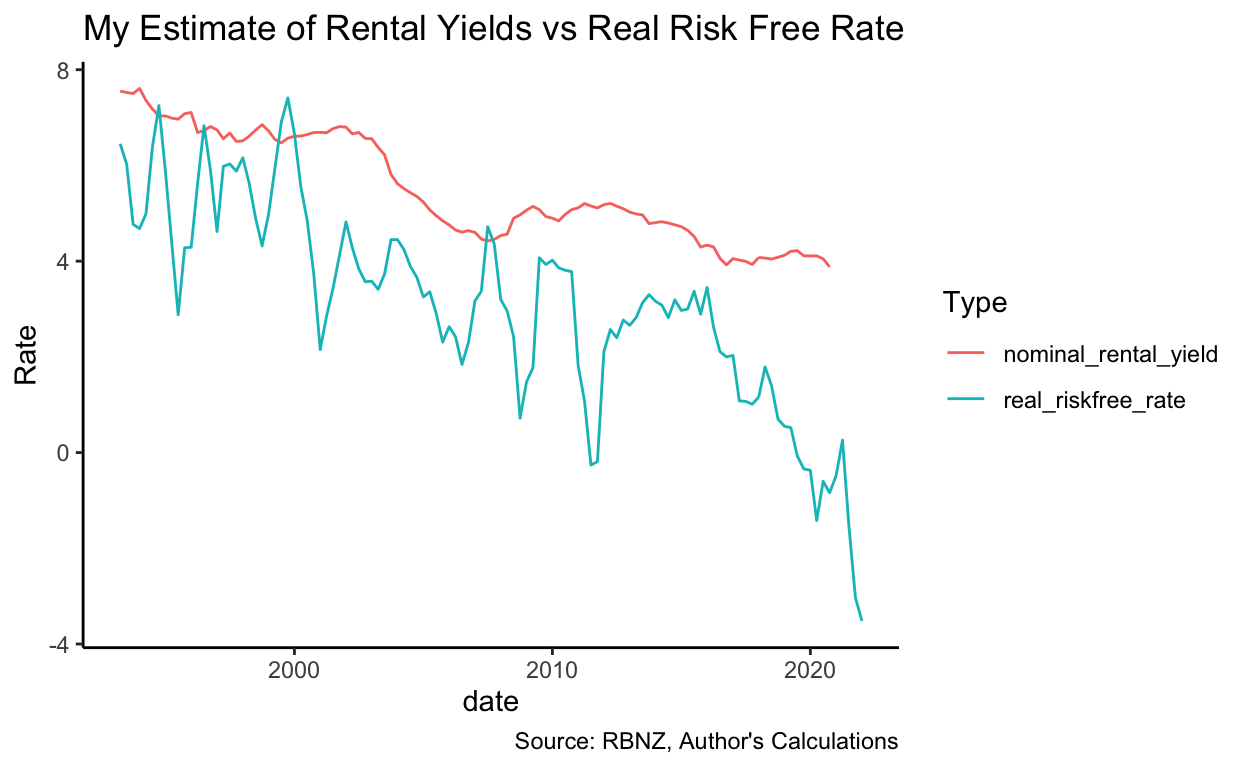 My Estimate of Rental Yields vs Real Risk Free Rate
8
4
0
-4
Rate
2000
2010
2020
date
Type
nominal_rental_yield
real_riskfree_rate
Source: RBNZ, Author's Calculations